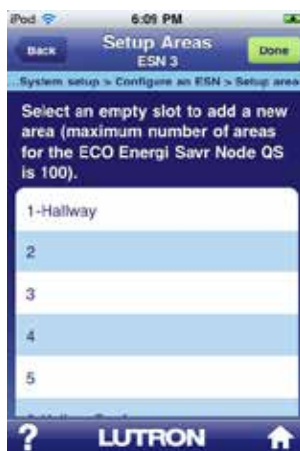 iPod 6:09 PM
Back Setup Areas Done
ESN 3
System setup > Configure an ESN > Setup area
Select an empty slot to add a new
area (maximum number of areas
for the ECO Energi Savr Node QS
is 100).
1-Hallway
2
3
4
5
? LUTRON